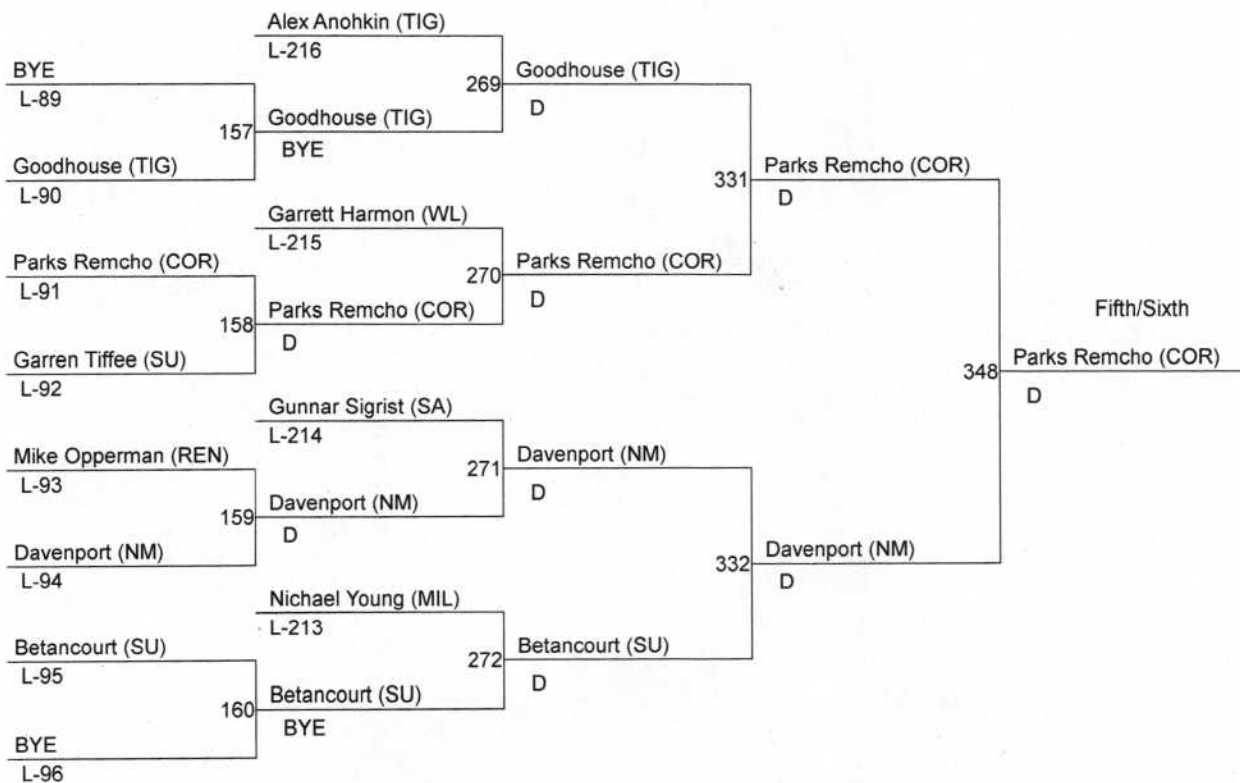 Alex Anohkin (TIG)
L-216
BYE
L-89
269
Goodhouse (TIG)
D
157
Goodhouse (TIG)
BYE
Goodhouse (TIG)
L-90
331
Parks Remcho (COR)
D
Garrett Harmon (WL)
L-215
Parks Remcho (COR)
L-91
270
Parks Remcho (COR)
D
158
Parks Remcho (COR)
D
Fifth/Sixth
Garren Tiffee (SU)
L-92
348
Parks Remcho (COR)
D
Gunnar Sigrist (SA)
L-214
Mike Opperman (REN)
L-93
271
Davenport (NM)
D
159
Davenport (NM)
D
Davenport (NM)
L-94
332
Davenport (NM)
D
Nichael Young (MIL)
L-213
Betancourt (SU)
L-95
272
Betancourt (SU)
D
160
Betancourt (SU)
BYE
BYE
L-96